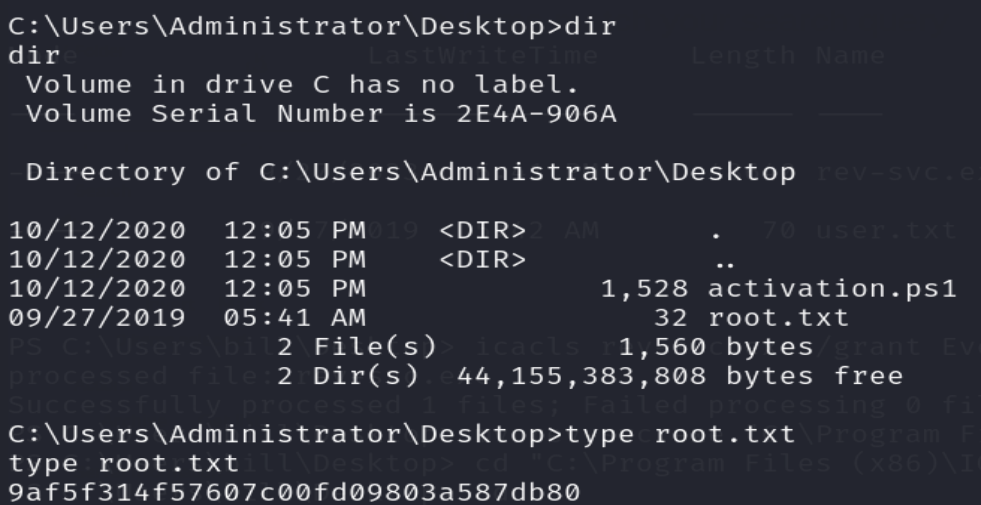 C:\Users\Administrator\Desktop>dir
dir
 Volume in drive C has no label.
 Volume Serial Number is 2E4A-906A

 Directory of C:\Users\Administrator\Desktop

10/12/2020  12:05 PM    <DIR>          .
10/12/2020  12:05 PM    <DIR>          ..
10/12/2020  12:05 PM             1,528 activation.ps1
09/27/2019  05:41 AM                32 root.txt
               2 File(s)          1,560 bytes
               2 Dir(s)  44,155,383,808 bytes free

C:\Users\Administrator\Desktop>type root.txt
type root.txt
9af5f314f57607c00fd09803a587db80